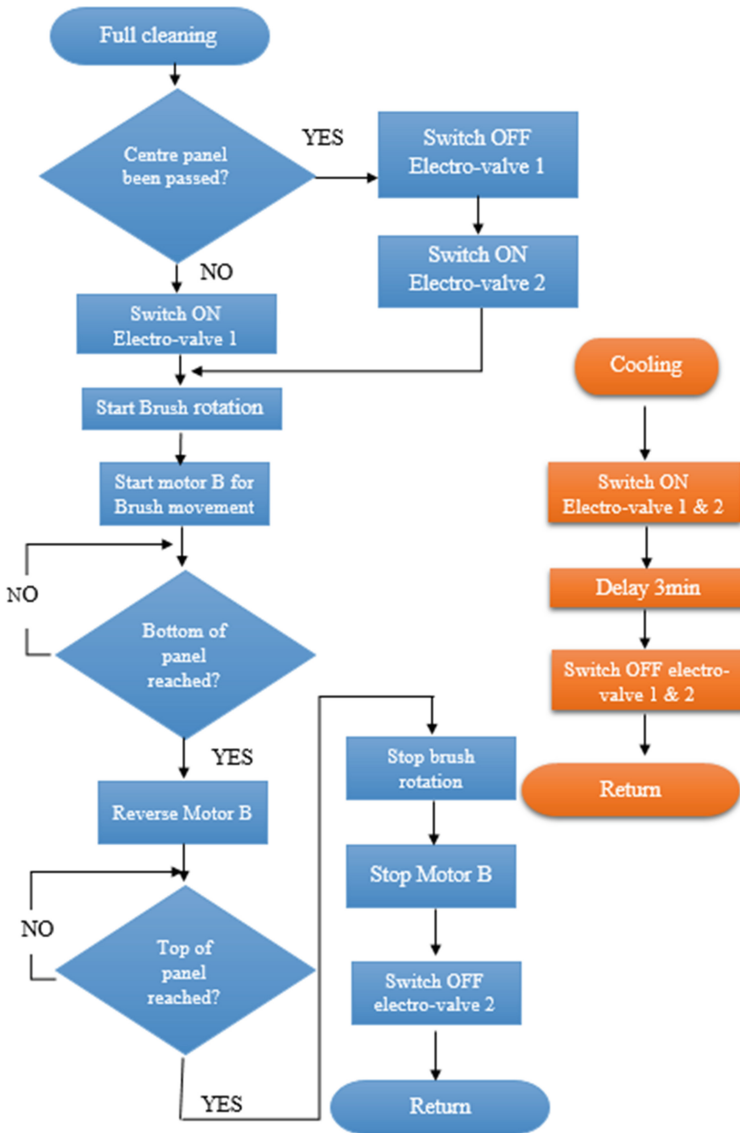 Full cleaning
Centre panel
been passed?
YES
Switch OFF
Electro-valve 1
Switch ON
Electro-valve 2
NO
Switch ON
Electro-valve 1
Start Brush rotation
Start motor B for
Brush movement
NO
Bottom of
panel
reached?
YES
Reverse Motor B
NO
Top of
panel
reached?
YES
Stop brush
rotation
Stop Motor B
Switch OFF
electro-valve 2
Return
Cooling
Switch ON
Electro-valve 1 & 2
Delay 3min
Switch OFF electro-
valve 1 & 2
Return